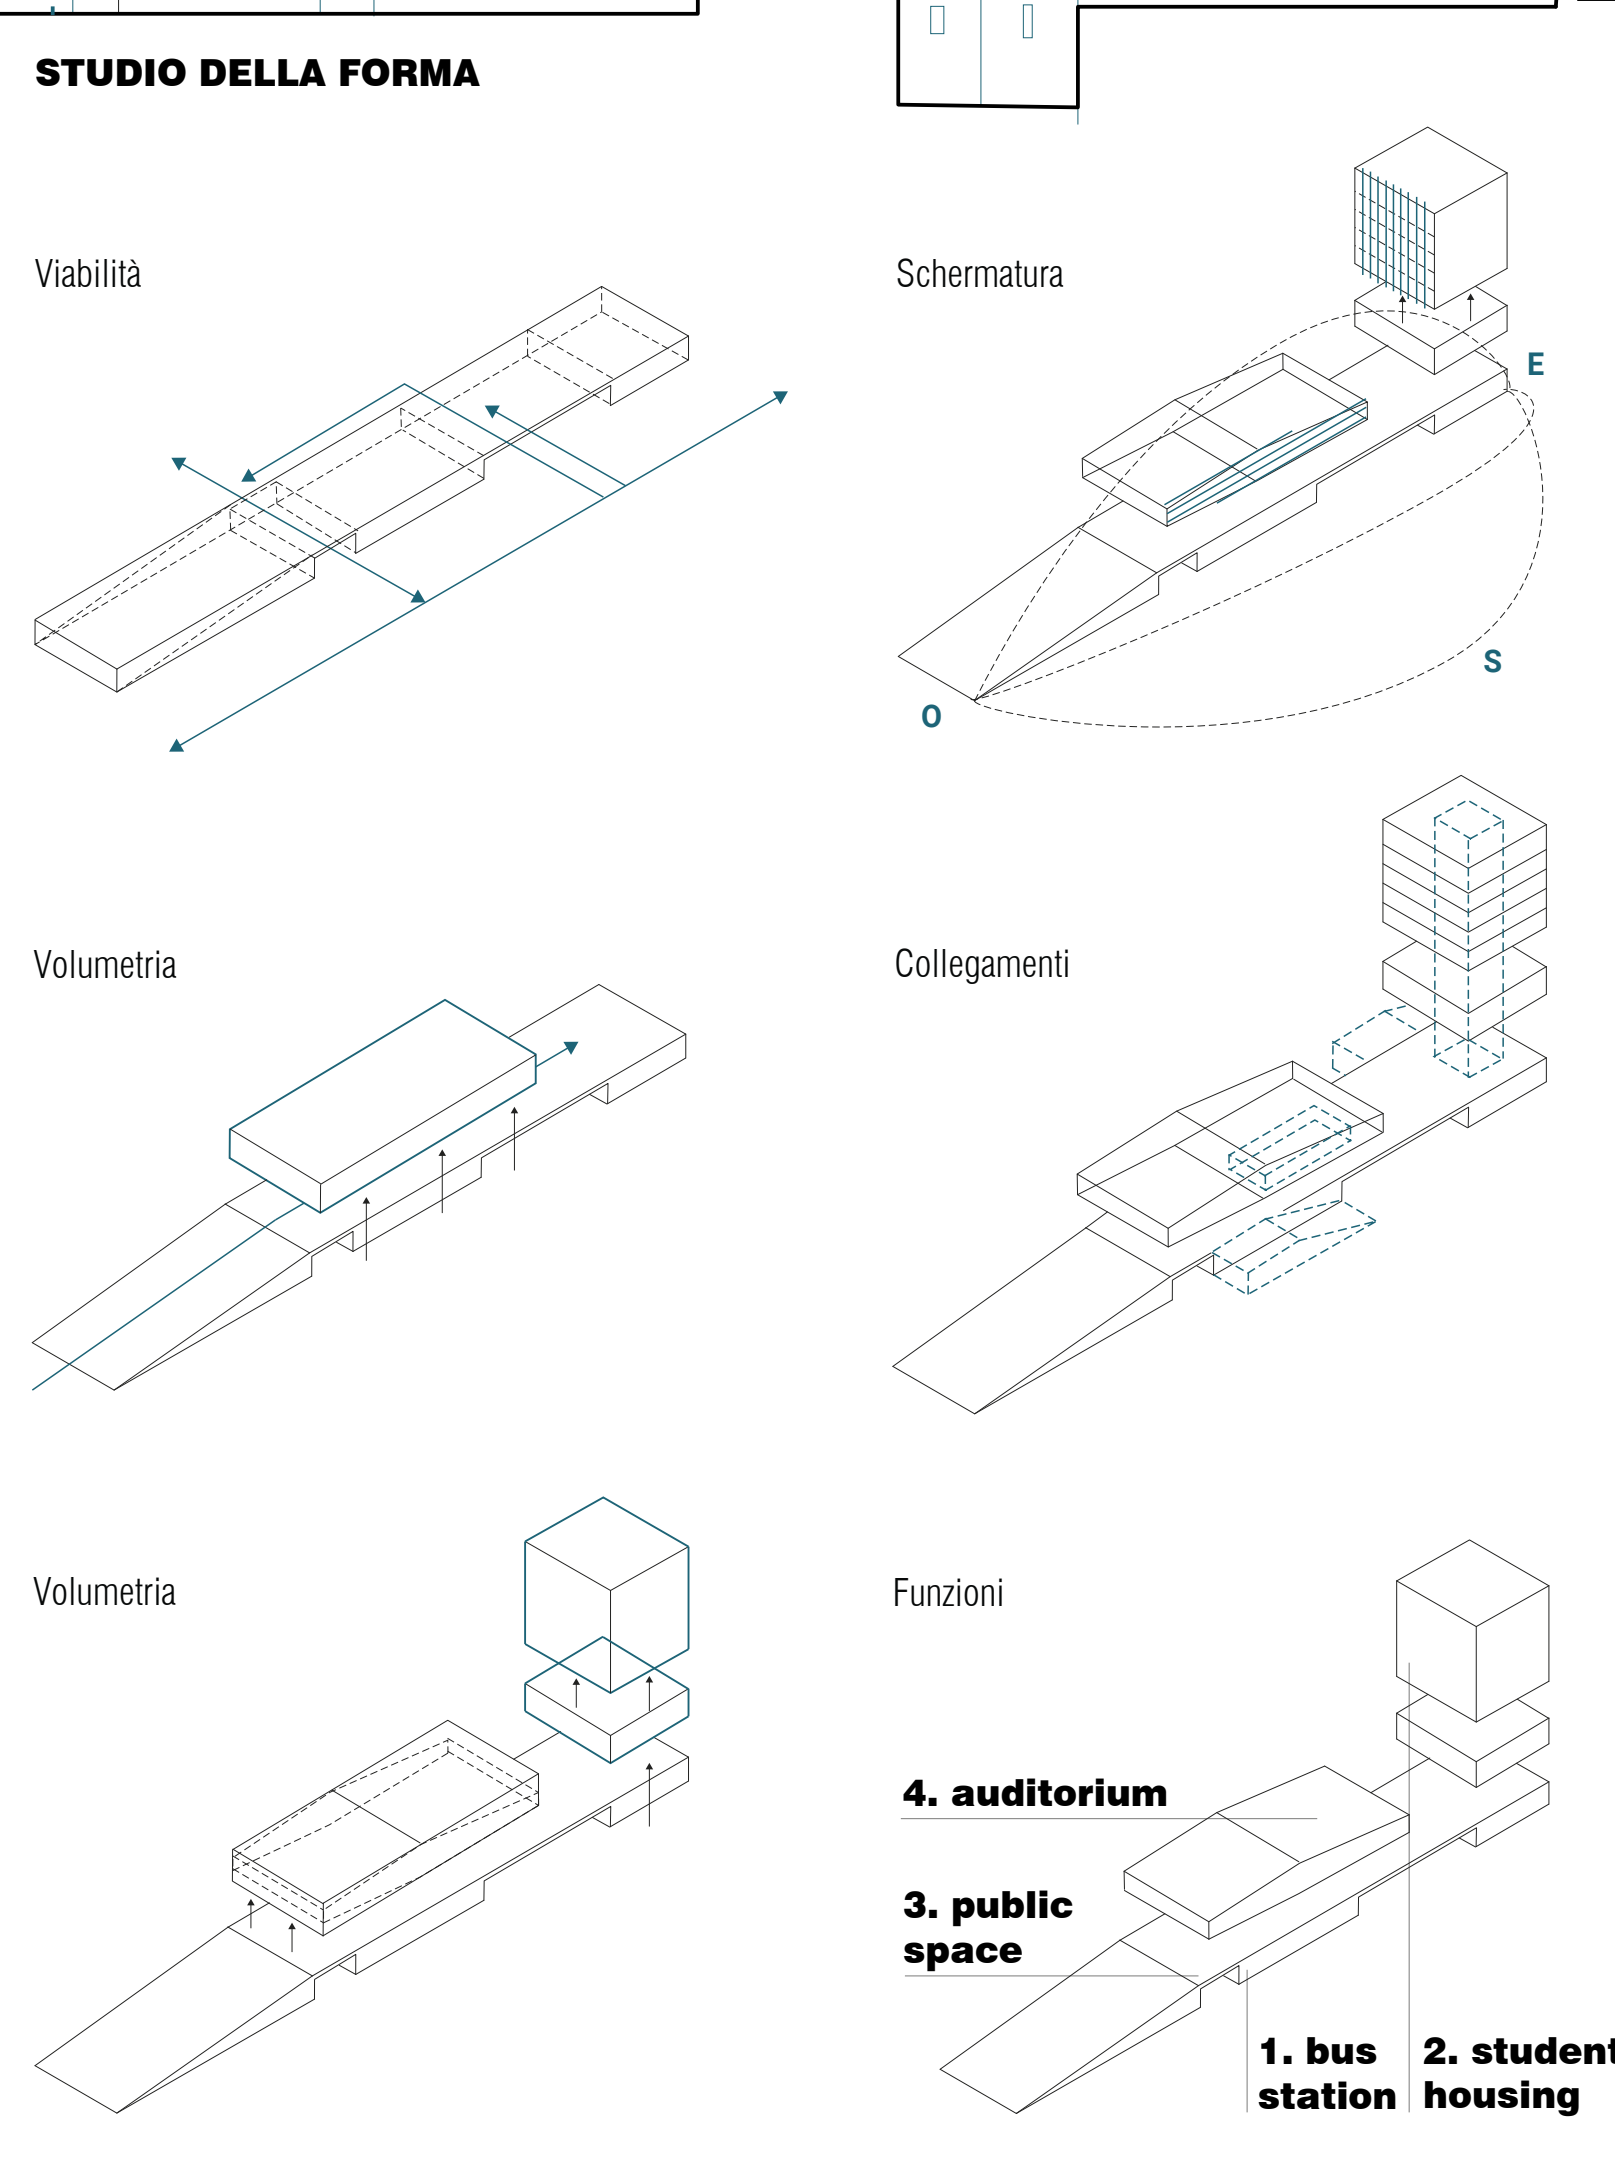 STUDIO DELLA FORMA
Viabilità
Schermatura
E
S
O
Volumetria
Collegamenti
Volumetria
Funzioni
4. auditorium
3. public
space
1. bus
station
2. student
housing